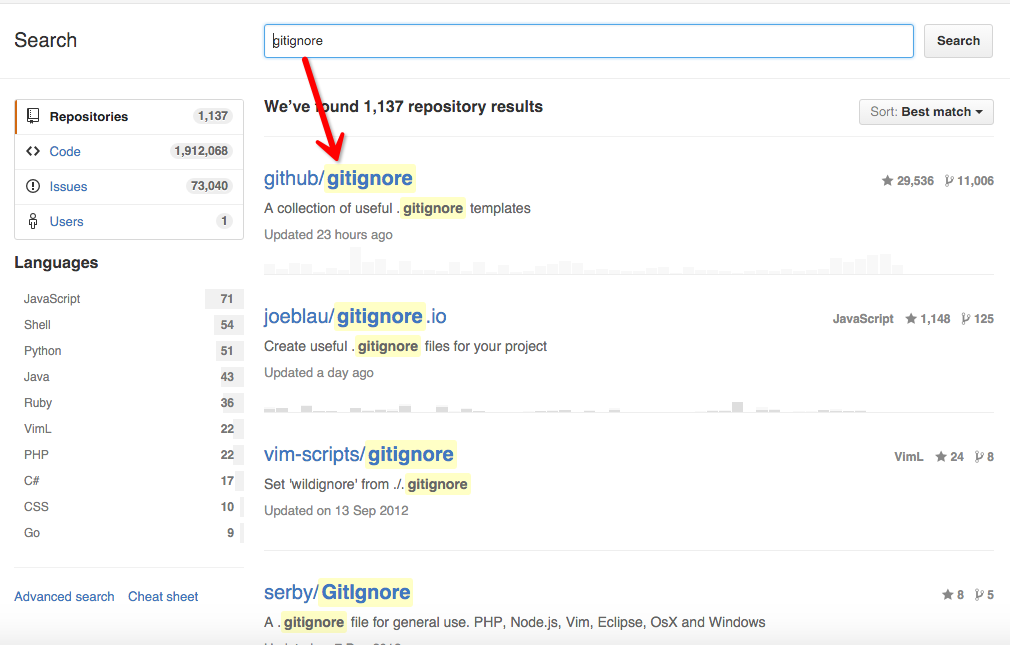 Search
gitignore
Search
Repositories 1,137
Code 1,912,068
Issues 73,040
Users 1
Languages
JavaScript 71
Shell 54
Python 51
Java 43
Ruby 36
VimL 22
PHP 22
C# 17
CSS 10
Go 9
Advanced search Cheat sheet
We've found 1,137 repository results
Sort: Best match
github/gitignore
29,536 11,006
A collection of useful .gitignore templates
Updated 23 hours ago
joeblau/gitignore.io
JavaScript 1,148 125
Create useful .gitignore files for your project
Updated a day ago
vim-scripts/gitignore
VimL 24 8
Set 'wildignore' from ./.gitignore
Updated on 13 Sep 2012
serby/GitIgnore
8 5
A .gitignore file for general use. PHP, Node.js, Vim, Eclipse, OsX and Windows